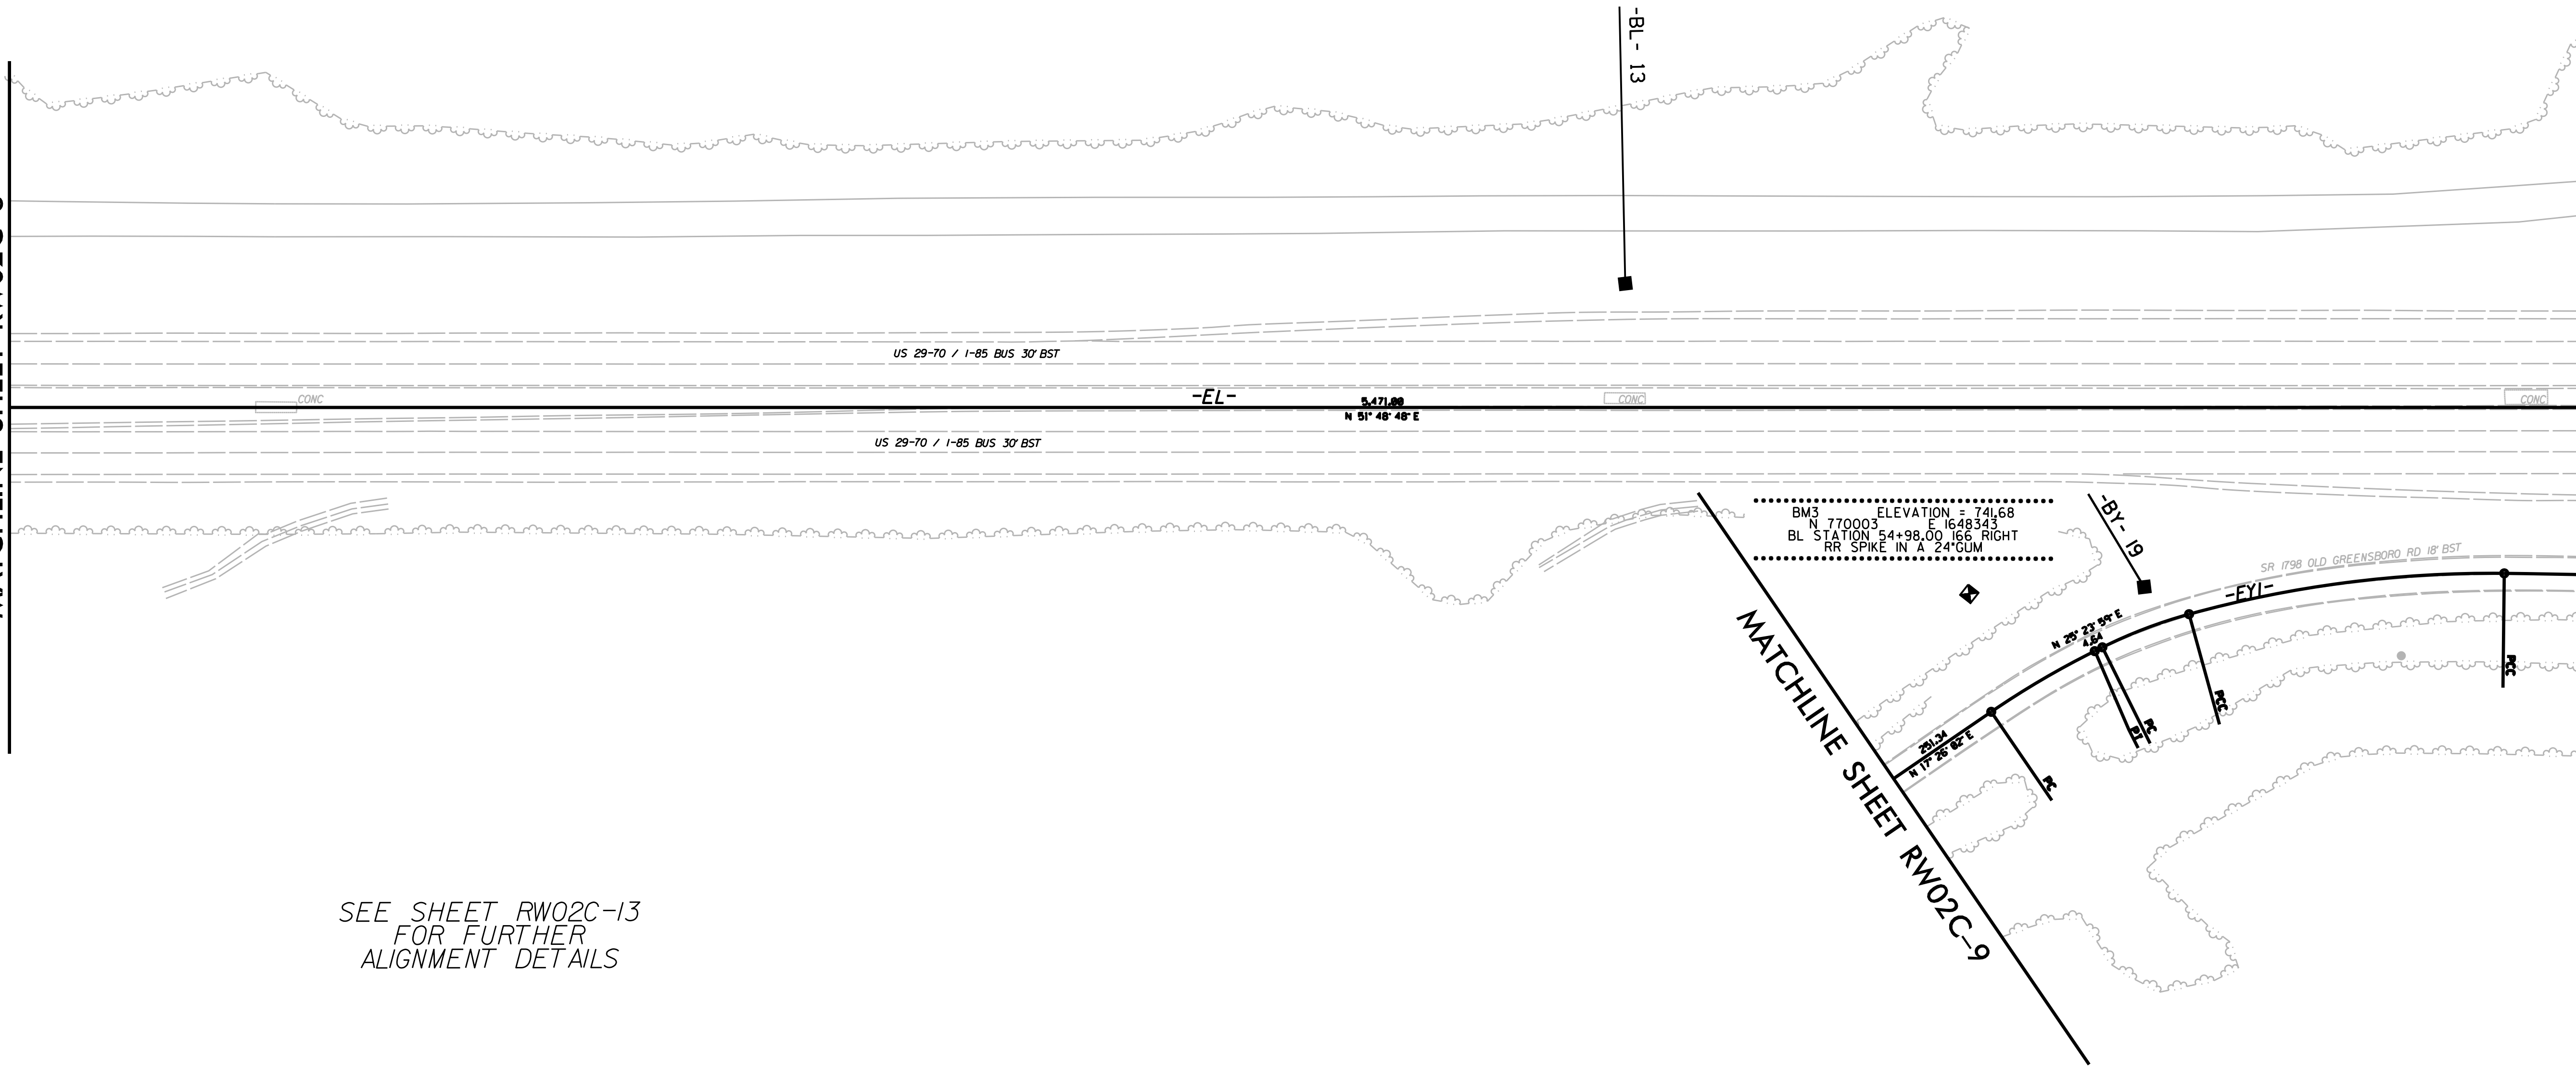 -BL- 13
US 29-70 / I-85 BUS 30' BST
-EL-
5,471.00
N 51° 48' 48" E
CONC
CONC
CONC
US 29-70 / I-85 BUS 30' BST
BM3 ELEVATION = 741.68
N 770003 E 1648343
BL STATION 54+98.00 166 RIGHT
RR SPIKE IN A 24" GUM
-BY- 19
SR 1798 OLD GREENSBORO RD 18' BST
-EY1-
N 25° 23' 59" E
4.64
251.34
N 17° 26' 02" E
PC
PT
PC
PCC
PCC
MATCHLINE SHEET RW02C-9
SEE SHEET RW02C-13
FOR FURTHER
ALIGNMENT DETAILS